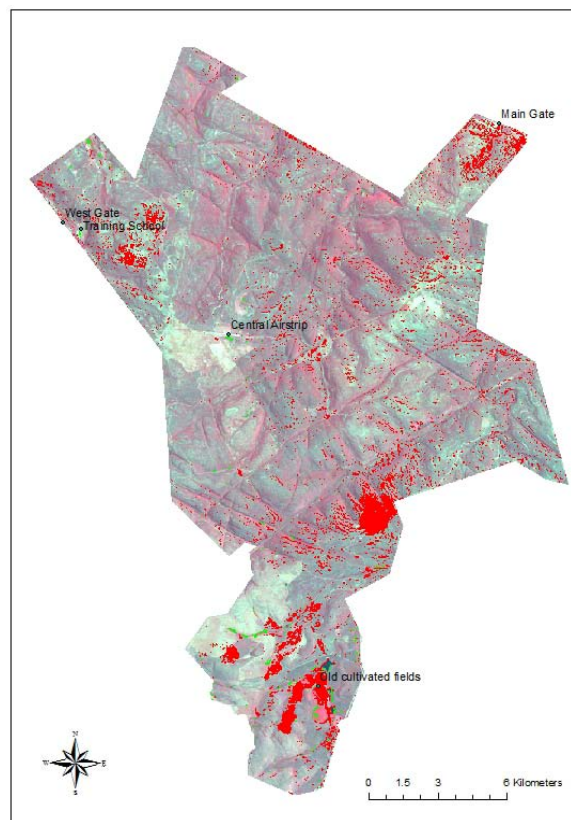 Main Gate
West Gate
Training School
Central Airstrip
Old cultivated fields
N
W E
S
0 1.5 3 6 Kilometers